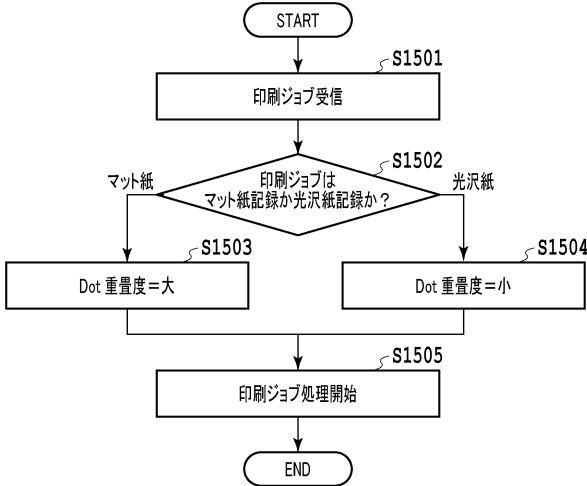 START
S1501
印刷ジョブ受信
S1502
印刷ジョブは
マット紙記録か光沢紙記録か?
マット紙
光沢紙
S1503
Dot 重畳度=大
S1504
Dot 重畳度=小
S1505
印刷ジョブ処理開始
END